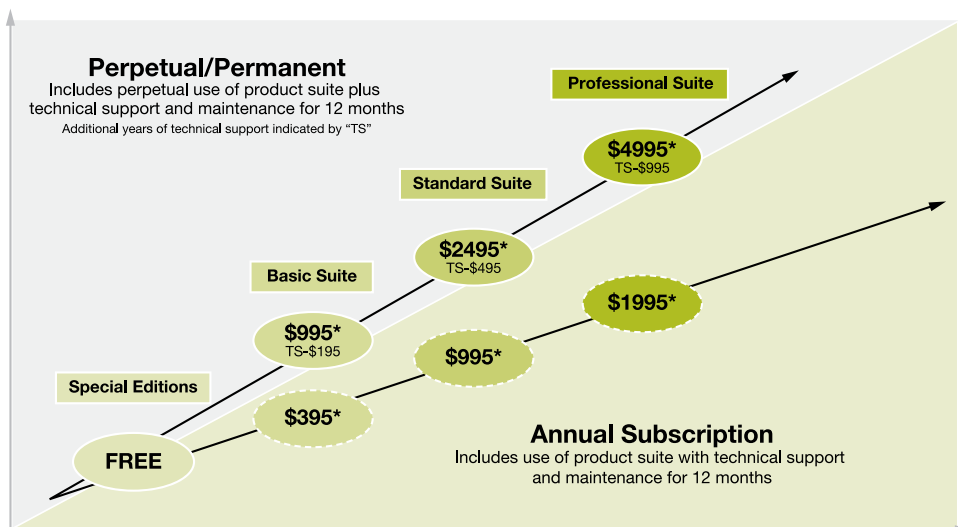 Perpetual/Permanent
Includes perpetual use of product suite plus
technical support and maintenance for 12 months
Additional years of technical support indicated by “TS”
Professional Suite
$4995*
TS-$995
Standard Suite
$2495*
TS-$495
Basic Suite
$995*
TS-$195
Special Editions
FREE
$395*
$995*
$1995*
Annual Subscription
Includes use of product suite with technical support
and maintenance for 12 months